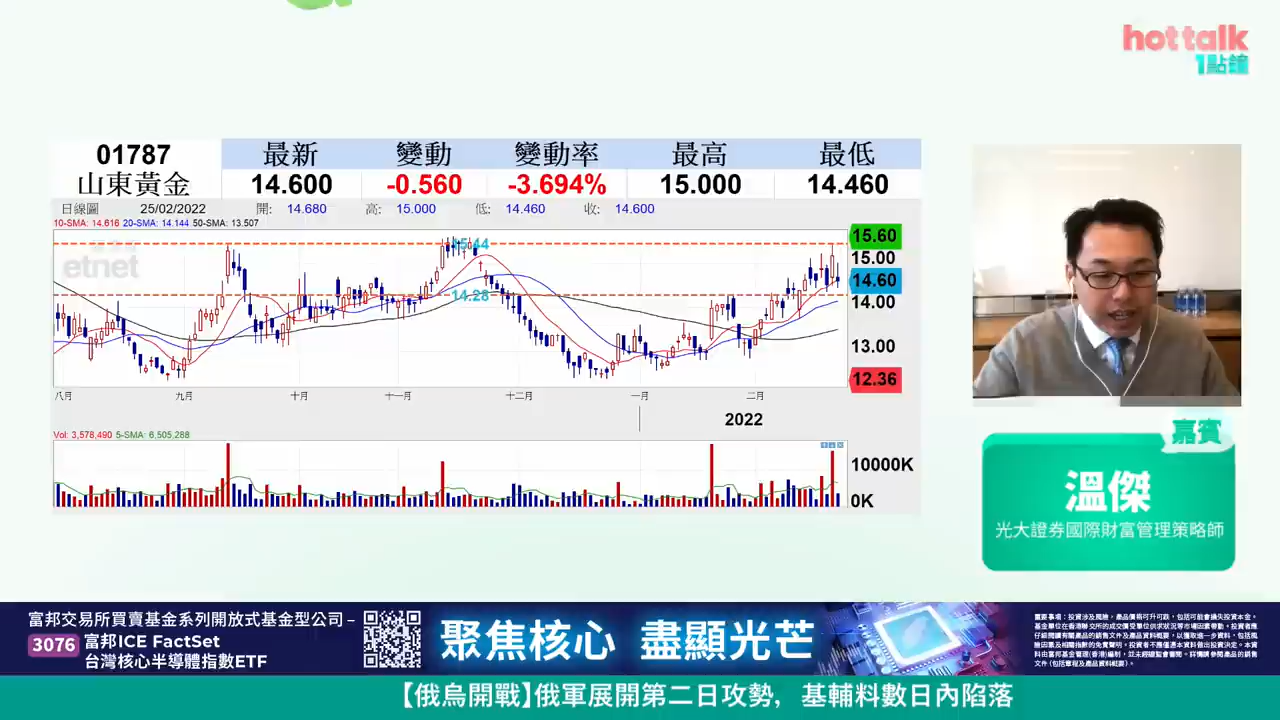 hot talk
1點鐘
01787
山東黃金
最新
變動
變動率
最高
最低
14.600
-0.560
-3.694%
15.000
14.460
日線圖
25/02/2022
開: 14.680
高: 15.000
低: 14.460
收: 14.600
10-SMA: 14.616 20-SMA: 14.144 50-SMA: 13.507
etnet
15.44
14.28
15.60
15.00
14.60
14.00
13.00
12.36
八月
九月
十月
十一月
十二月
一月
二月
2022
Vol: 3,578,490 5-SMA: 6,505,288
10000K
0K
嘉賓
溫傑
光大證券國際財富管理策略師
富邦交易所買賣基金系列開放式基金型公司 –
3076 富邦ICE FactSet
台灣核心半導體指數ETF
聚焦核心 盡顯光芒
【俄烏開戰】俄軍展開第二日攻勢，基輔料數日內陷落